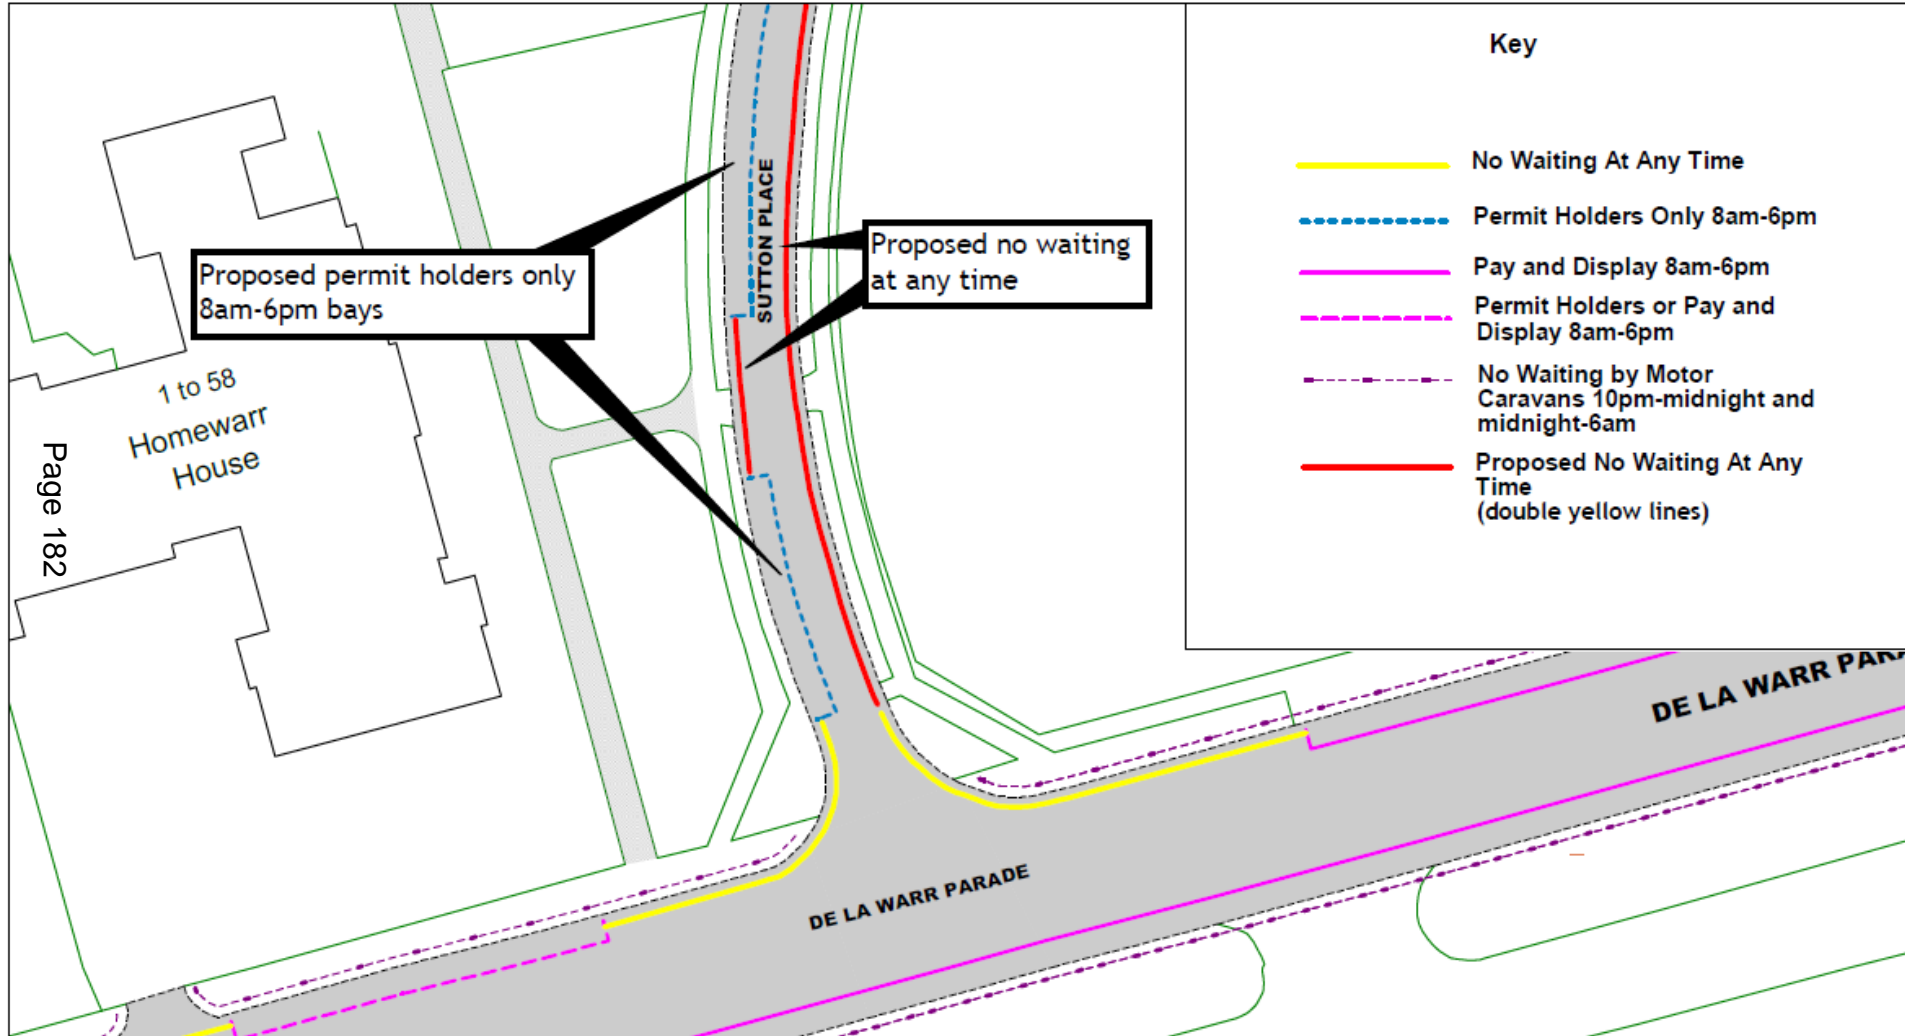 Key
No Waiting At Any Time
Permit Holders Only 8am-6pm
Pay and Display 8am-6pm
Permit Holders or Pay and
Display 8am-6pm
No Waiting by Motor
Caravans 10pm-midnight and
midnight-6am
Proposed No Waiting At Any
Time
(double yellow lines)
SUTTON PLACE
Proposed no waiting
at any time
Proposed permit holders only
8am-6pm bays
1 to 58
Homewarr
House
Page 182
DE LA WARR PARADE
DE LA WARR